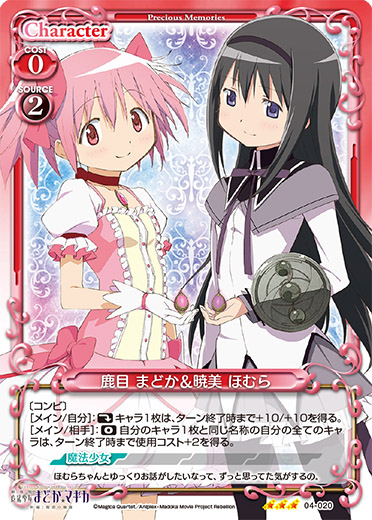 Precious Memories
Character
COST
0
SOURCE
2
鹿目 まどか&暁美 ほむら
[コンビ]
[メイン/自分]:キャラ1枚は、ターン終了時まで+10/+10を得る。
[メイン/相手]:0 自分のキャラ1枚と同じ名称の自分の全てのキャ
ラは、ターン終了時まで使用コスト+2を得る。
魔法少女
ほむらちゃんとゆっくりお話がしたいなって、ずっと思ってた気がするの。
まどか☆マギカ
©Magica Quartet/Aniplex・Madoka Movie Project Rebellion
★★★ 04-020